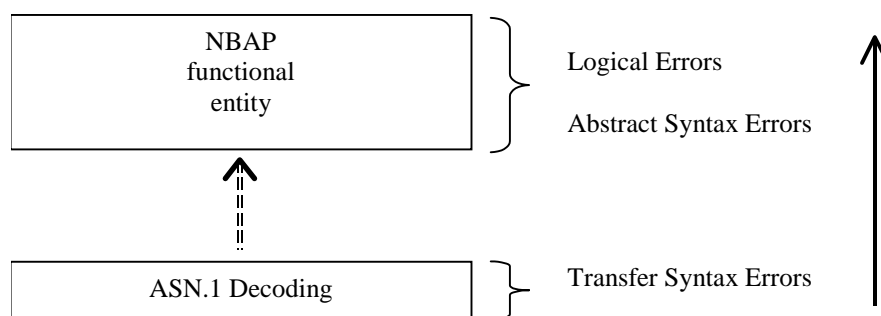 NBAP
functional
entity
Logical Errors
Abstract Syntax Errors
ASN.1 Decoding
Transfer Syntax Errors